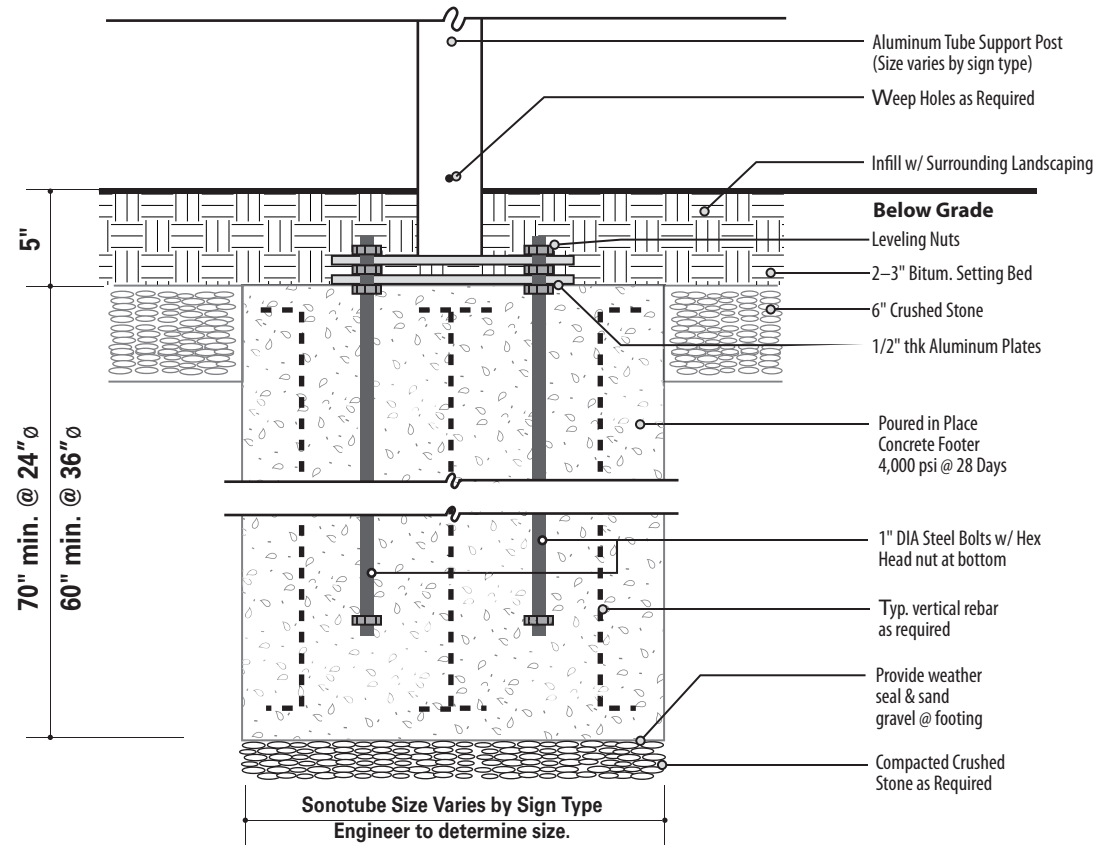 Aluminum Tube Support Post
(Size varies by sign type)
Weep Holes as Required
Infill w/ Surrounding Landscaping
Below Grade
Leveling Nuts
2–3" Bitum. Setting Bed
6" Crushed Stone
1/2" thk Aluminum Plates
Poured in Place
Concrete Footer
4,000 psi @ 28 Days
1" DIA Steel Bolts w/ Hex
Head nut at bottom
Typ. vertical rebar
as required
Provide weather
seal & sand
gravel @ footing
Compacted Crushed
Stone as Required
5"
70" min. @ 24″ø
60" min. @ 36″ø
Sonotube Size Varies by Sign Type
Engineer to determine size.